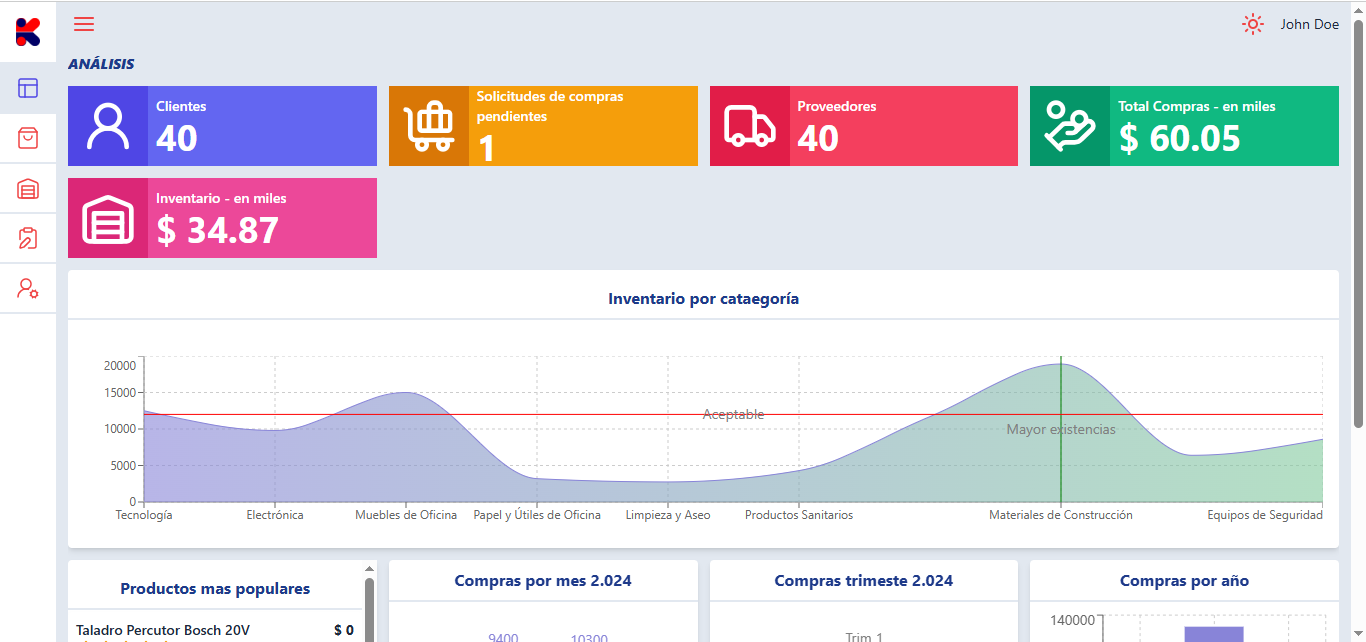 John Doe
ANÁLISIS
Clientes
40
Solicitudes de compras
pendientes
1
Proveedores
40
Total Compras - en miles
$ 60.05
Inventario - en miles
$ 34.87
Inventario por cataegoría
20000
15000
10000
5000
0
Aceptable
Mayor existencias
Tecnología
Electrónica
Muebles de Oficina
Papel y Útiles de Oficina
Limpieza y Aseo
Productos Sanitarios
Materiales de Construcción
Equipos de Seguridad
Productos mas populares
Taladro Percutor Bosch 20V $ 0
Compras por mes 2.024
9400 10300
Compras trimeste 2.024
Trim 1
Compras por año
140000